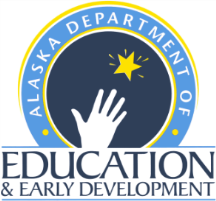 ALASKA DEPARTMENT OF
EDUCATION
& EARLY DEVELOPMENT